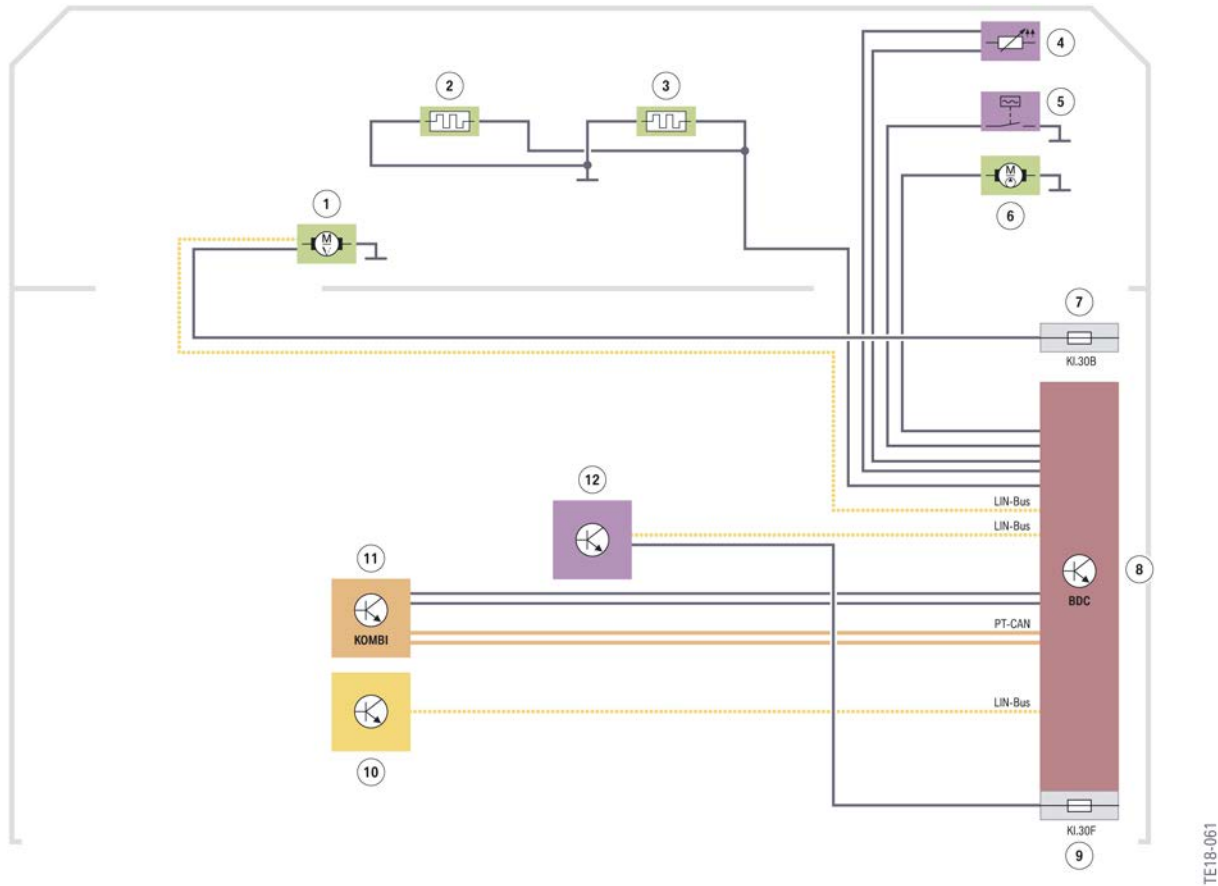 4
2
3
5
M
6
1
M
V
7
Kl.30B
12
LIN-Bus
LIN-Bus
11
8
BDC
KOMBI
PT-CAN
LIN-Bus
10
Kl.30F
9
TE18-061